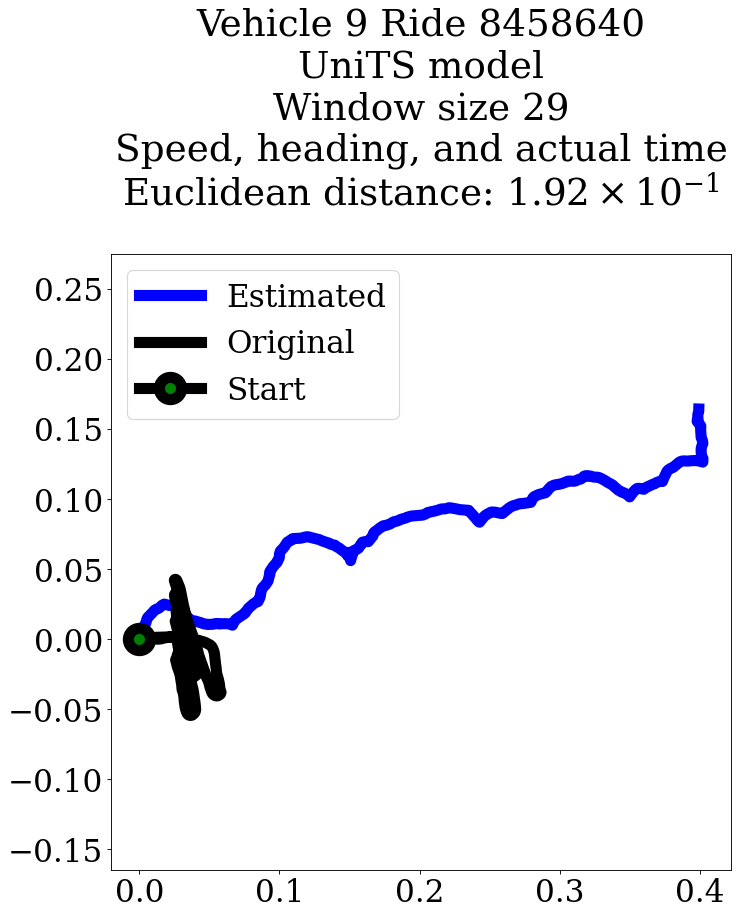 Vehicle 9 Ride 8458640
UniTS model
Window size 29
Speed, heading, and actual time
Euclidean distance: 1.92 × 10⁻¹
Estimated
Original
Start
0.25
0.20
0.15
0.10
0.05
0.00
−0.05
−0.10
−0.15
0.0 0.1 0.2 0.3 0.4